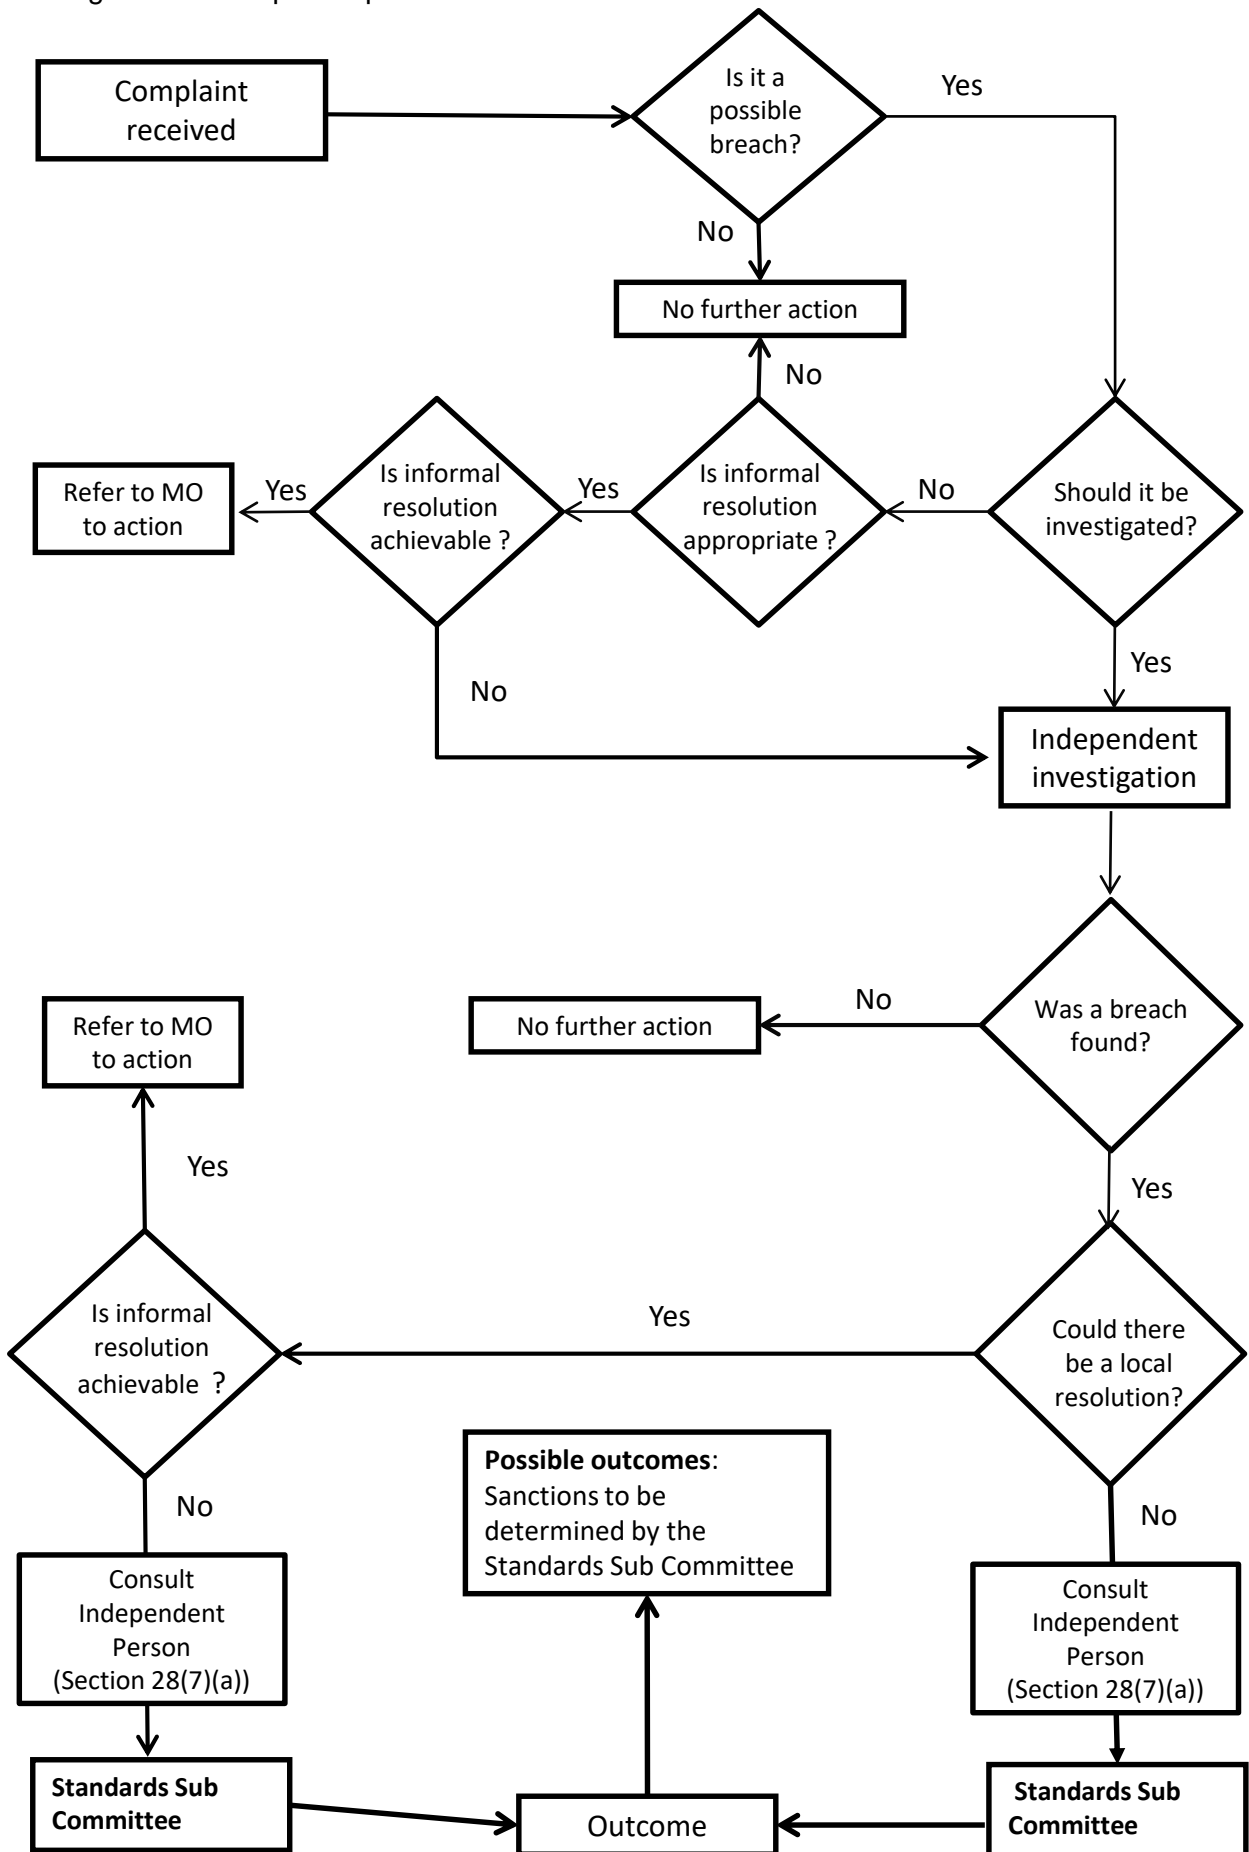 Complaint
received
Is it a
possible
breach?
Yes
No
No further action
No
Refer to MO
to action
Yes
Is informal
resolution
achievable ?
Yes
Is informal
resolution
appropriate ?
No
Should it be
investigated?
Yes
No
Independent
investigation
Was a breach
found?
No
No further action
Refer to MO
to action
Yes
Yes
Is informal
resolution
achievable ?
Yes
Could there
be a local
resolution?
Possible outcomes:
Sanctions to be
determined by the
Standards Sub Committee
No
No
Consult
Independent
Person
(Section 28(7)(a))
Consult
Independent
Person
(Section 28(7)(a))
Standards Sub
Committee
Outcome
Standards Sub
Committee